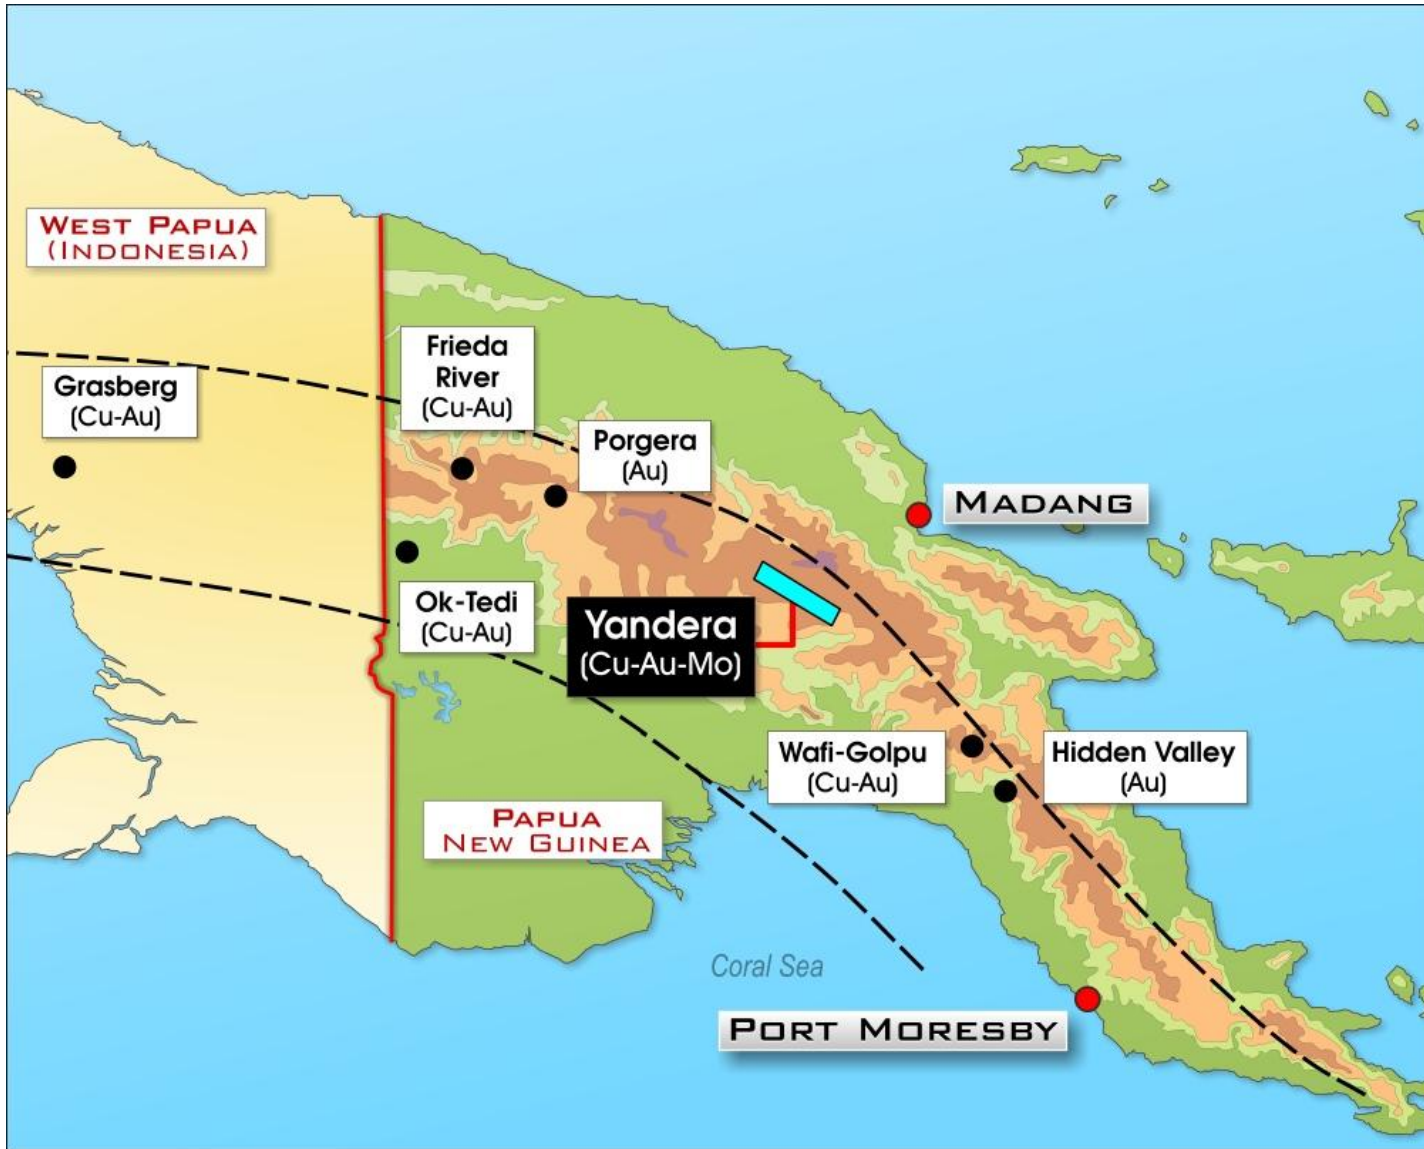 WEST PAPUA
(INDONESIA)
Grasberg
(Cu-Au)
Frieda
River
(Cu-Au)
Porgera
(Au)
MADANG
Ok-Tedi
(Cu-Au)
Yandera
(Cu-Au-Mo)
Wafi-Golpu
(Cu-Au)
Hidden Valley
(Au)
PAPUA
NEW GUINEA
Coral Sea
PORT MORESBY